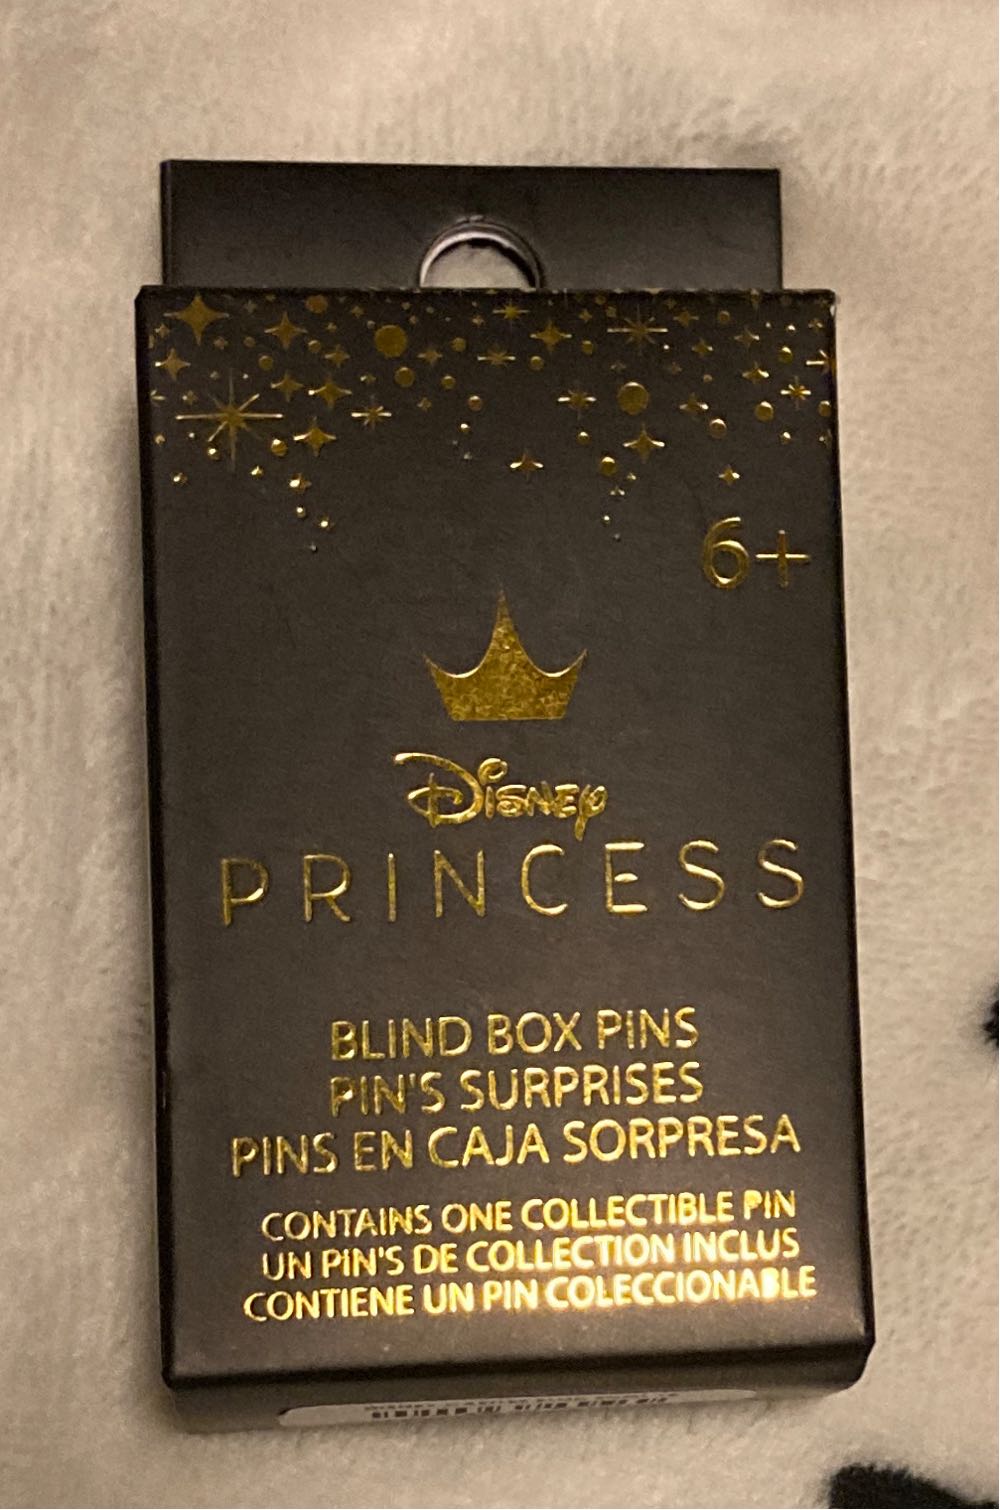 6+
Disney
PRINCESS
BLIND BOX PINS
PIN'S SURPRISES
PINS EN CAJA SORPRESA
CONTAINS ONE COLLECTIBLE PIN
UN PIN'S DE COLLECTION INCLUS
CONTIENE UN PIN COLECCIONABLE